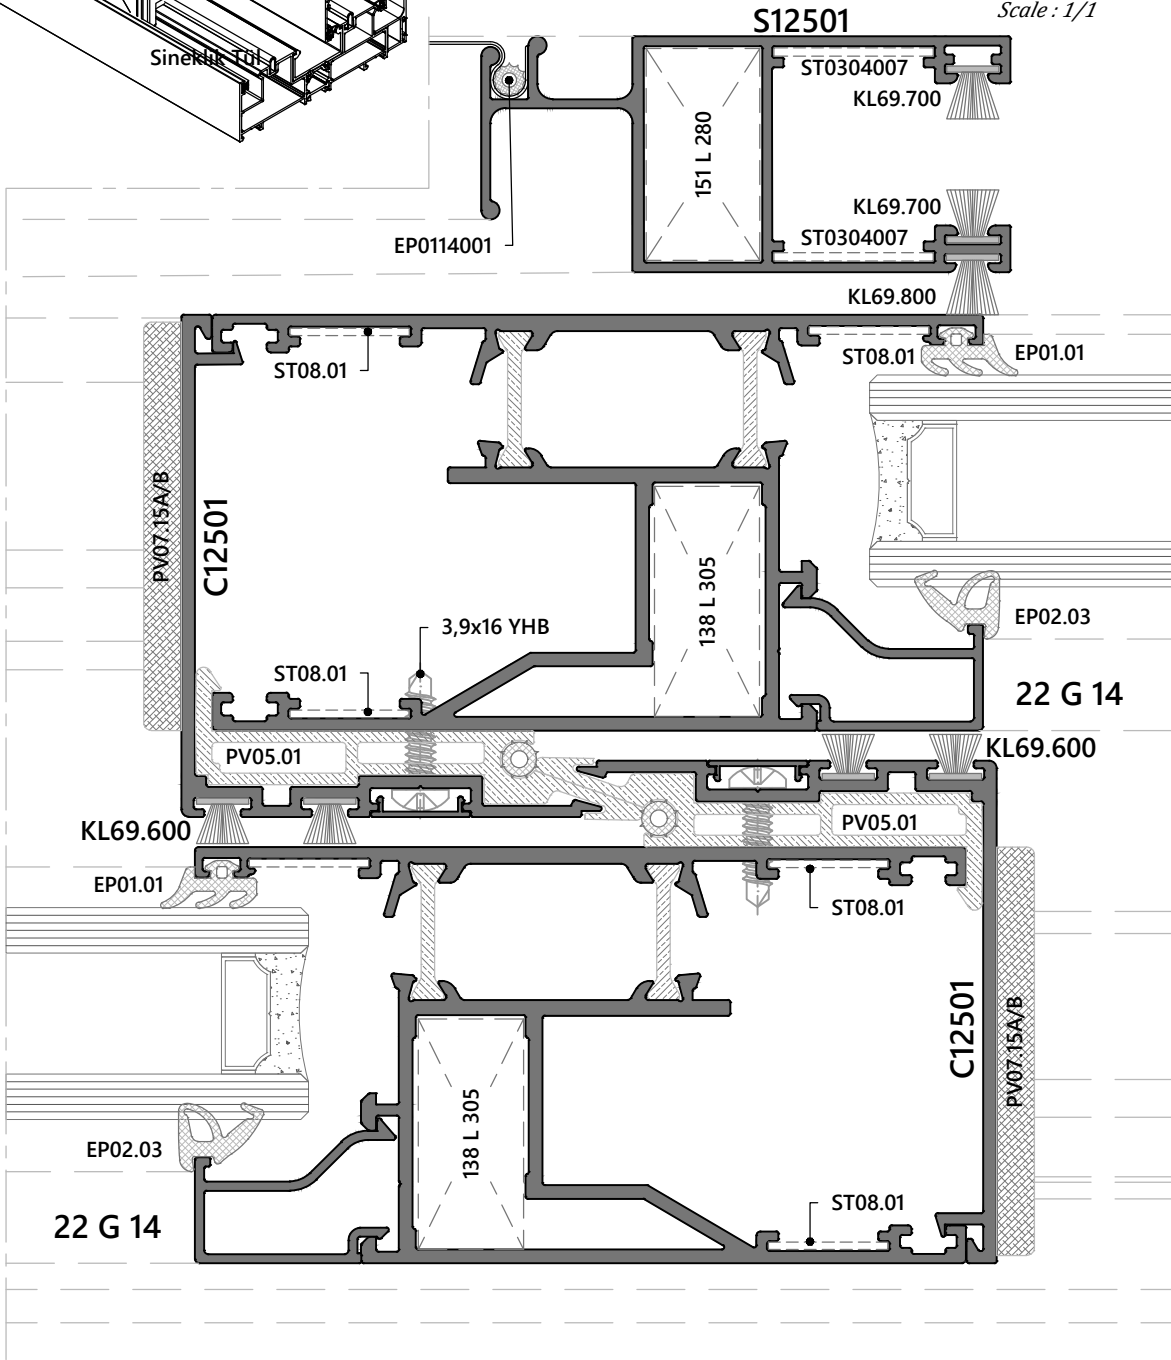 Scale : 1/1
S12501
Sineklik Tül
ST0304007
KL69.700
151 L 280
KL69.700
ST0304007
EP0114001
KL69.800
ST08.01
ST08.01
EP01.01
PV07.15A/B
C12501
138 L 305
3,9x16 YHB
EP02.03
ST08.01
22 G 14
PV05.01
KL69.600
KL69.600
PV05.01
EP01.01
ST08.01
C12501
PV07.15A/B
138 L 305
EP02.03
ST08.01
22 G 14